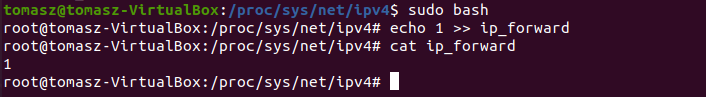 tomasz@tomasz-VirtualBox:/proc/sys/net/ipv4$ sudo bash
root@tomasz-VirtualBox:/proc/sys/net/ipv4# echo 1 >> ip_forward
root@tomasz-VirtualBox:/proc/sys/net/ipv4# cat ip_forward
1
root@tomasz-VirtualBox:/proc/sys/net/ipv4#